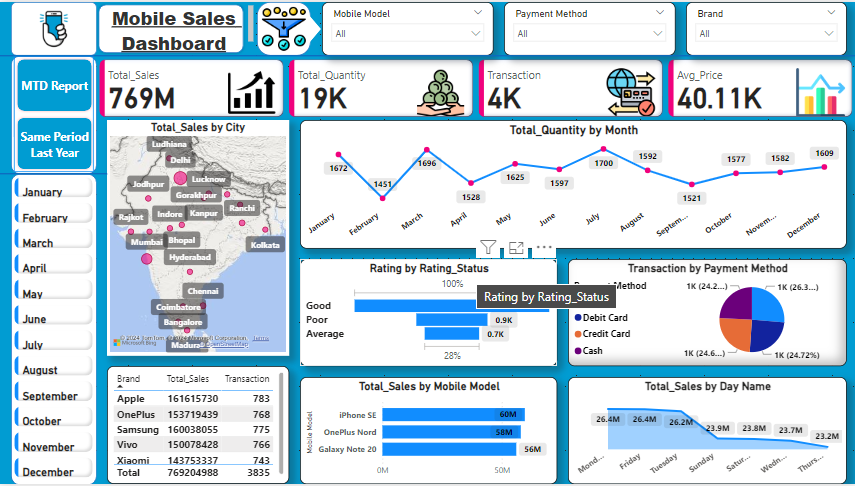 Mobile Sales
Dashboard
Mobile Model
All
Payment Method
All
Brand
All
MTD Report
Same Period
Last Year
Total_Sales
769M
Total_Quantity
19K
Transaction
4K
Avg_Price
40.11K
January
February
March
April
May
June
July
August
September
October
November
December
Total_Sales by City
Ludhiana
Delhi
Lucknow
Jodhpur
Gorakhpur
Ranchi
Rajkot
Indore
Kanpur
Mumbai
Bhopal
Kolkata
Hyderabad
Chennai
Coimbatore
Bangalore
Madura
Microsoft Bing
© 2024 TomTom, © 2024 Microsoft Corporation,
© OpenStreetMap
Terms
Total_Quantity by Month
1672
1451
1696
1528
1625
1597
1700
1592
1521
1577
1582
1609
January
February
March
April
May
June
July
August
Septem...
October
Novem...
December
Rating by Rating_Status
100%
Good
Poor
0.9K
Average
0.7K
28%
Rating by Rating_Status
Transaction by Payment Method
Method
Debit Card
Credit Card
Cash
1K (24.2...)
1K (26.3...)
1K (24.6...)
1K (24.72%)
Brand Total_Sales Transaction
Apple 161615730 783
OnePlus 153719439 768
Samsung 160038055 775
Vivo 150078428 766
Xiaomi 143753337 743
Total 769204988 3835
Total_Sales by Mobile Model
Mobile Model
iPhone SE 60M
OnePlus Nord 58M
Galaxy Note 20 56M
0M 50M
Total_Sales by Day Name
26.4M
26.4M
26.2M
23.9M
23.8M
23.7M
23.2M
Mond...
Friday
Tuesday
Sunday
Satur...
Wedn...
Thurs...